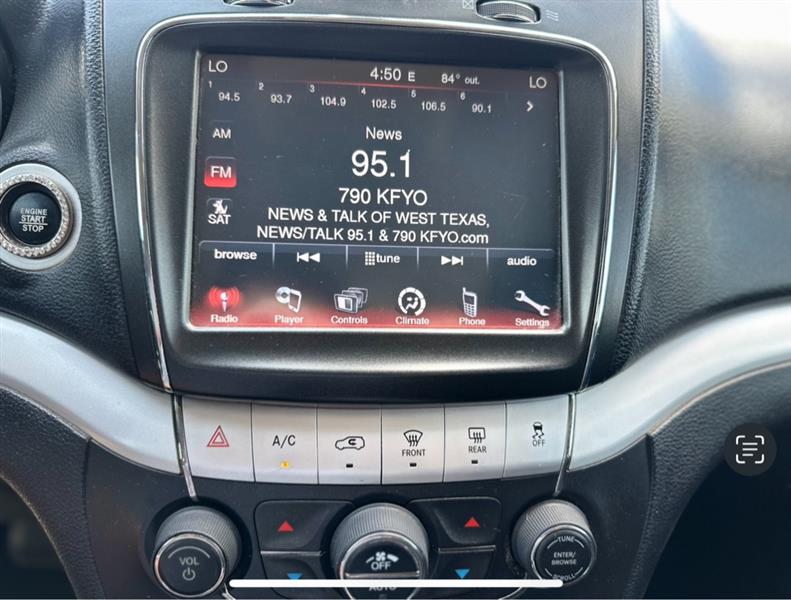 LO 4:50 E 84° out. LO
1 2 3 4 5 6
94.5 93.7 104.9 102.5 106.5 90.1
AM
News
FM
95.1
790 KFYO
SAT
NEWS & TALK OF WEST TEXAS,
NEWS/TALK 95.1 & 790 KFYO.com
browse tune audio
Radio Player Controls Climate Phone Settings
ENGINE
START
STOP
A/C
FRONT
REAR
OFF
VOL
OFF
AUTO
TUNE
ENTER/
BROWSE
SCROLL